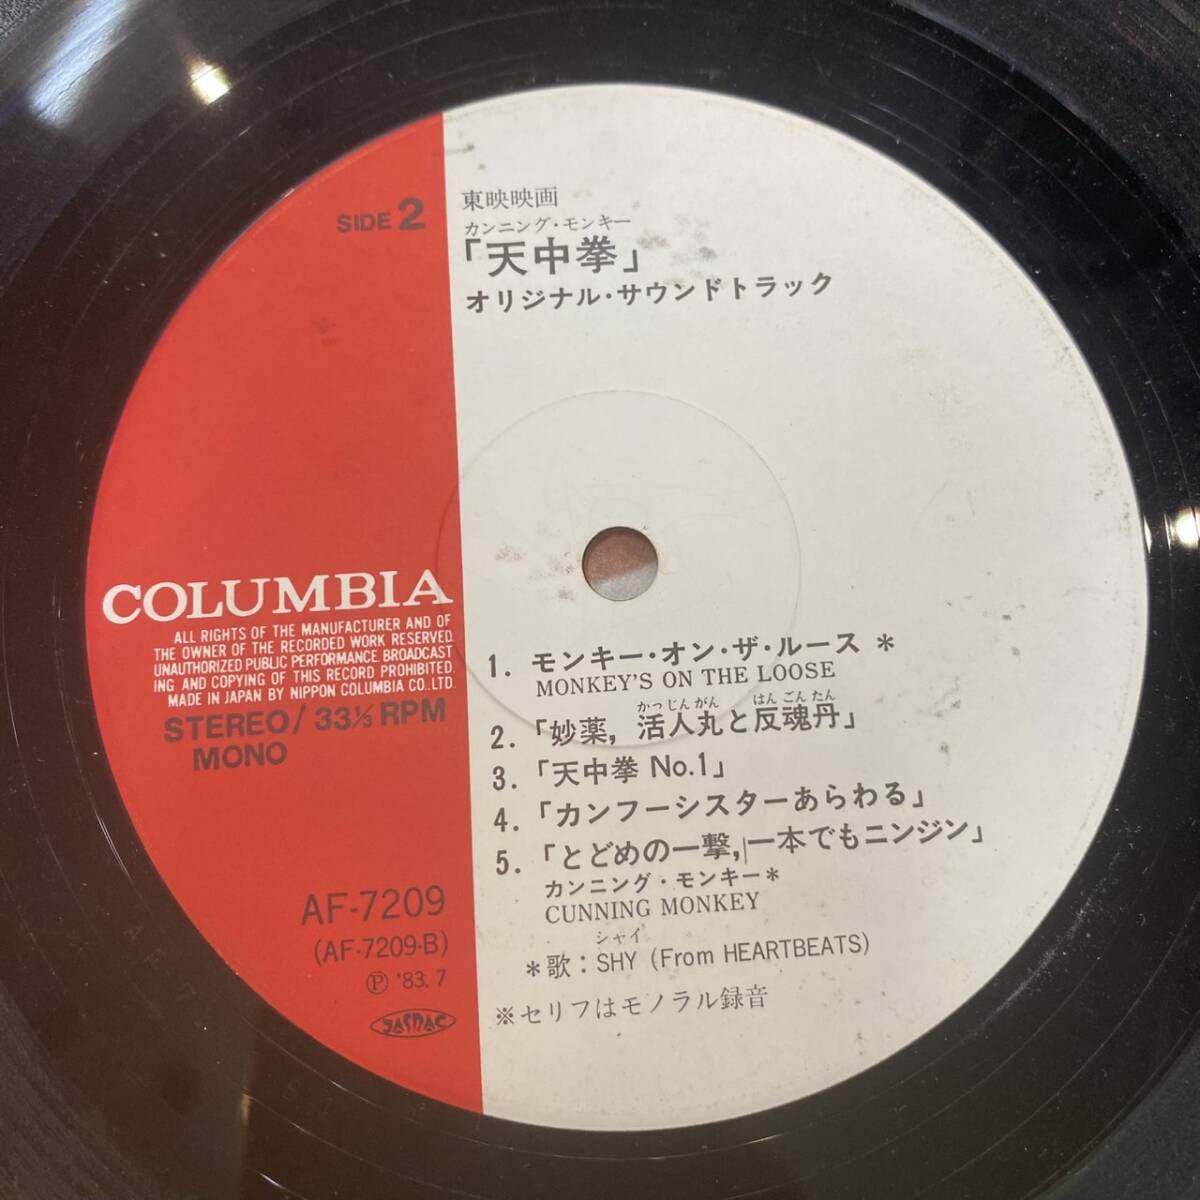 SIDE 2
東映映画
カンニング・モンキー
「天中拳」
オリジナル・サウンドトラック
COLUMBIA
ALL RIGHTS OF THE MANUFACTURER AND OF
THE OWNER OF THE RECORDED WORK RESERVED.
UNAUTHORIZED PUBLIC PERFORMANCE. BROADCAST
ING AND COPYING OF THIS RECORD PROHIBITED.
MADE IN JAPAN BY NIPPON COLUMBIA CO.,LTD.
STEREO/ 33⅓ RPM
MONO
AF-7209
(AF-7209-B)
Ⓟ '83.7
JASRAC
1. モンキー・オン・ザ・ルース *
MONKEY'S ON THE LOOSE
かつじんがん はんごんたん
2.「妙薬，活人丸と反魂丹」
3.「天中拳 No.1」
4.「カンフーシスターあらわる」
5.「とどめの一撃，一本でもニンジン」
カンニング・モンキー*
CUNNING MONKEY
シャイ
*歌：SHY (From HEARTBEATS)
※セリフはモノラル録音